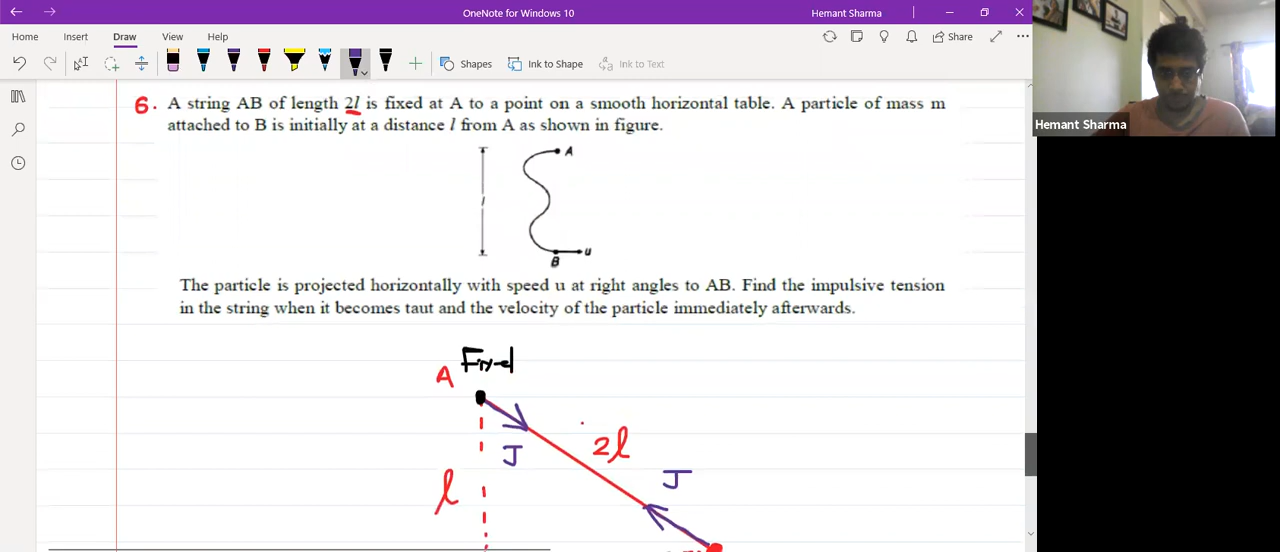 OneNote for Windows 10
Hemant Sharma
Home Insert Draw View Help
Share
Shapes Ink to Shape Ink to Text
6. A string AB of length 2l is fixed at A to a point on a smooth horizontal table. A particle of mass m
attached to B is initially at a distance l from A as shown in figure.
A
l
u
B
The particle is projected horizontally with speed u at right angles to AB. Find the impulsive tension
in the string when it becomes taut and the velocity of the particle immediately afterwards.
Fixed
A
2l
J
J
l
Hemant Sharma